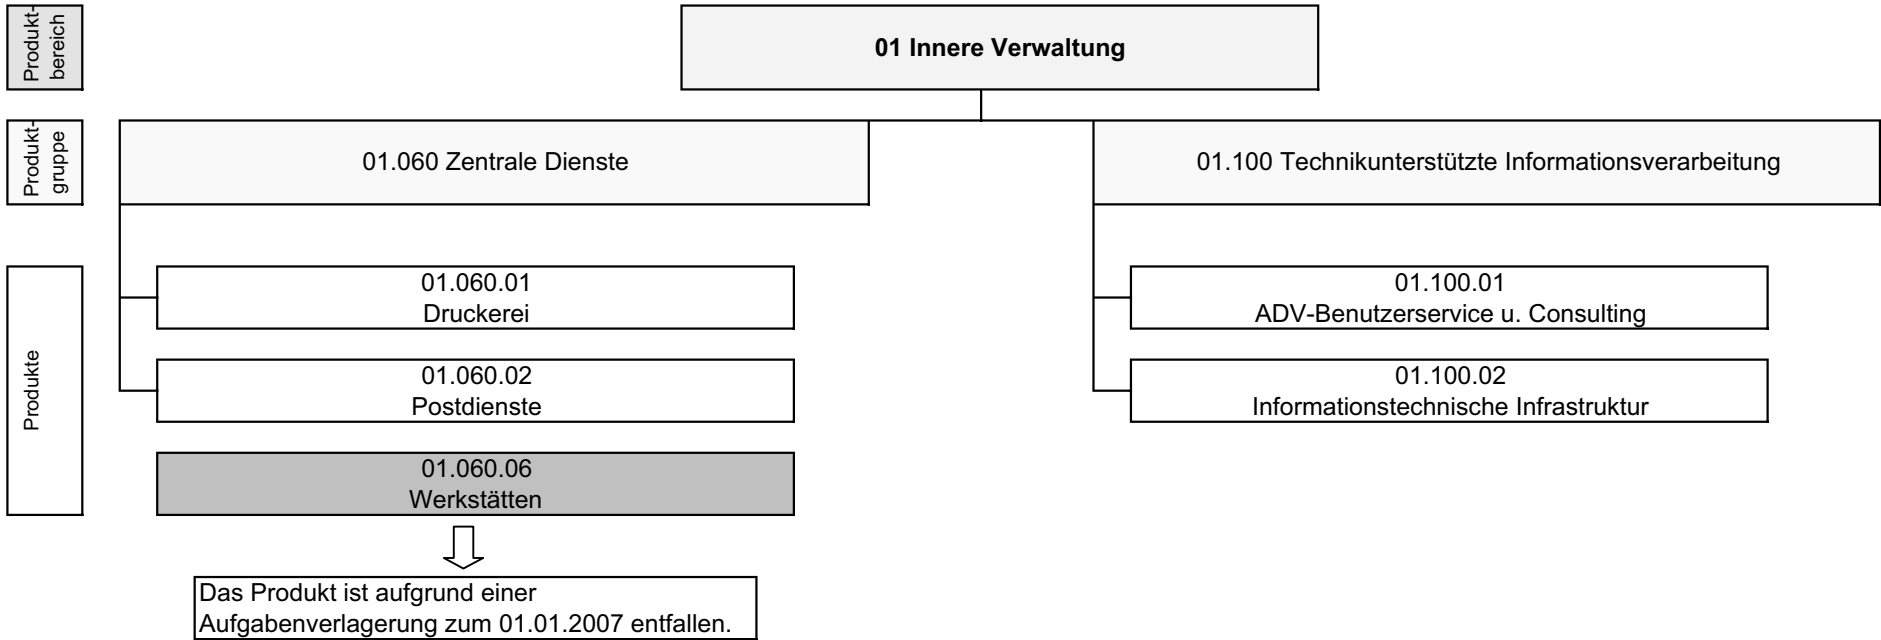 Produkt-
bereich
01 Innere Verwaltung
Produkt-
gruppe
01.060 Zentrale Dienste
01.100 Technikunterstützte Informationsverarbeitung
Produkte
01.060.01
Druckerei
01.060.02
Postdienste
01.060.06
Werkstätten
Das Produkt ist aufgrund einer
Aufgabenverlagerung zum 01.01.2007 entfallen.
01.100.01
ADV-Benutzerservice u. Consulting
01.100.02
Informationstechnische Infrastruktur